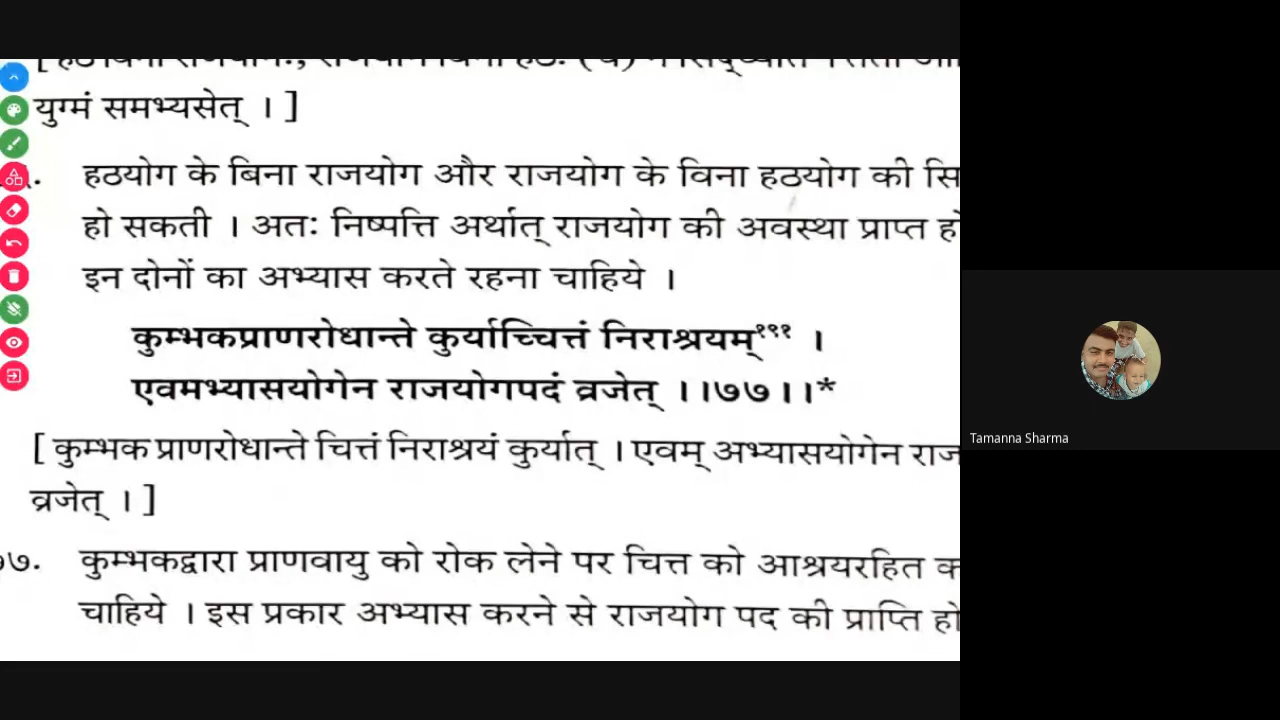 युग्मं समभ्यसेत् । ]
हठयोग के बिना राजयोग और राजयोग के विना हठयोग की
हो सकती । अतः निष्पत्ति अर्थात् राजयोग की अवस्था प्राप्त
इन दोनों का अभ्यास करते रहना चाहिये ।
कुम्भकप्राणरोधान्ते कुर्याच्चित्तं निराश्रयम्¹⁹¹ ।
एवमभ्यासयोगेन राजयोगपदं व्रजेत् ।।७७।।*
[ कुम्भक प्राणरोधान्ते चित्तं निराश्रयं कुर्यात् । एवम् अभ्यासयोगेन
व्रजेत् । ]
७. कुम्भकद्वारा प्राणवायु को रोक लेने पर चित्त को आश्रयरहित
चाहिये । इस प्रकार अभ्यास करने से राजयोग पद की प्राप्ति
Tamanna Sharma